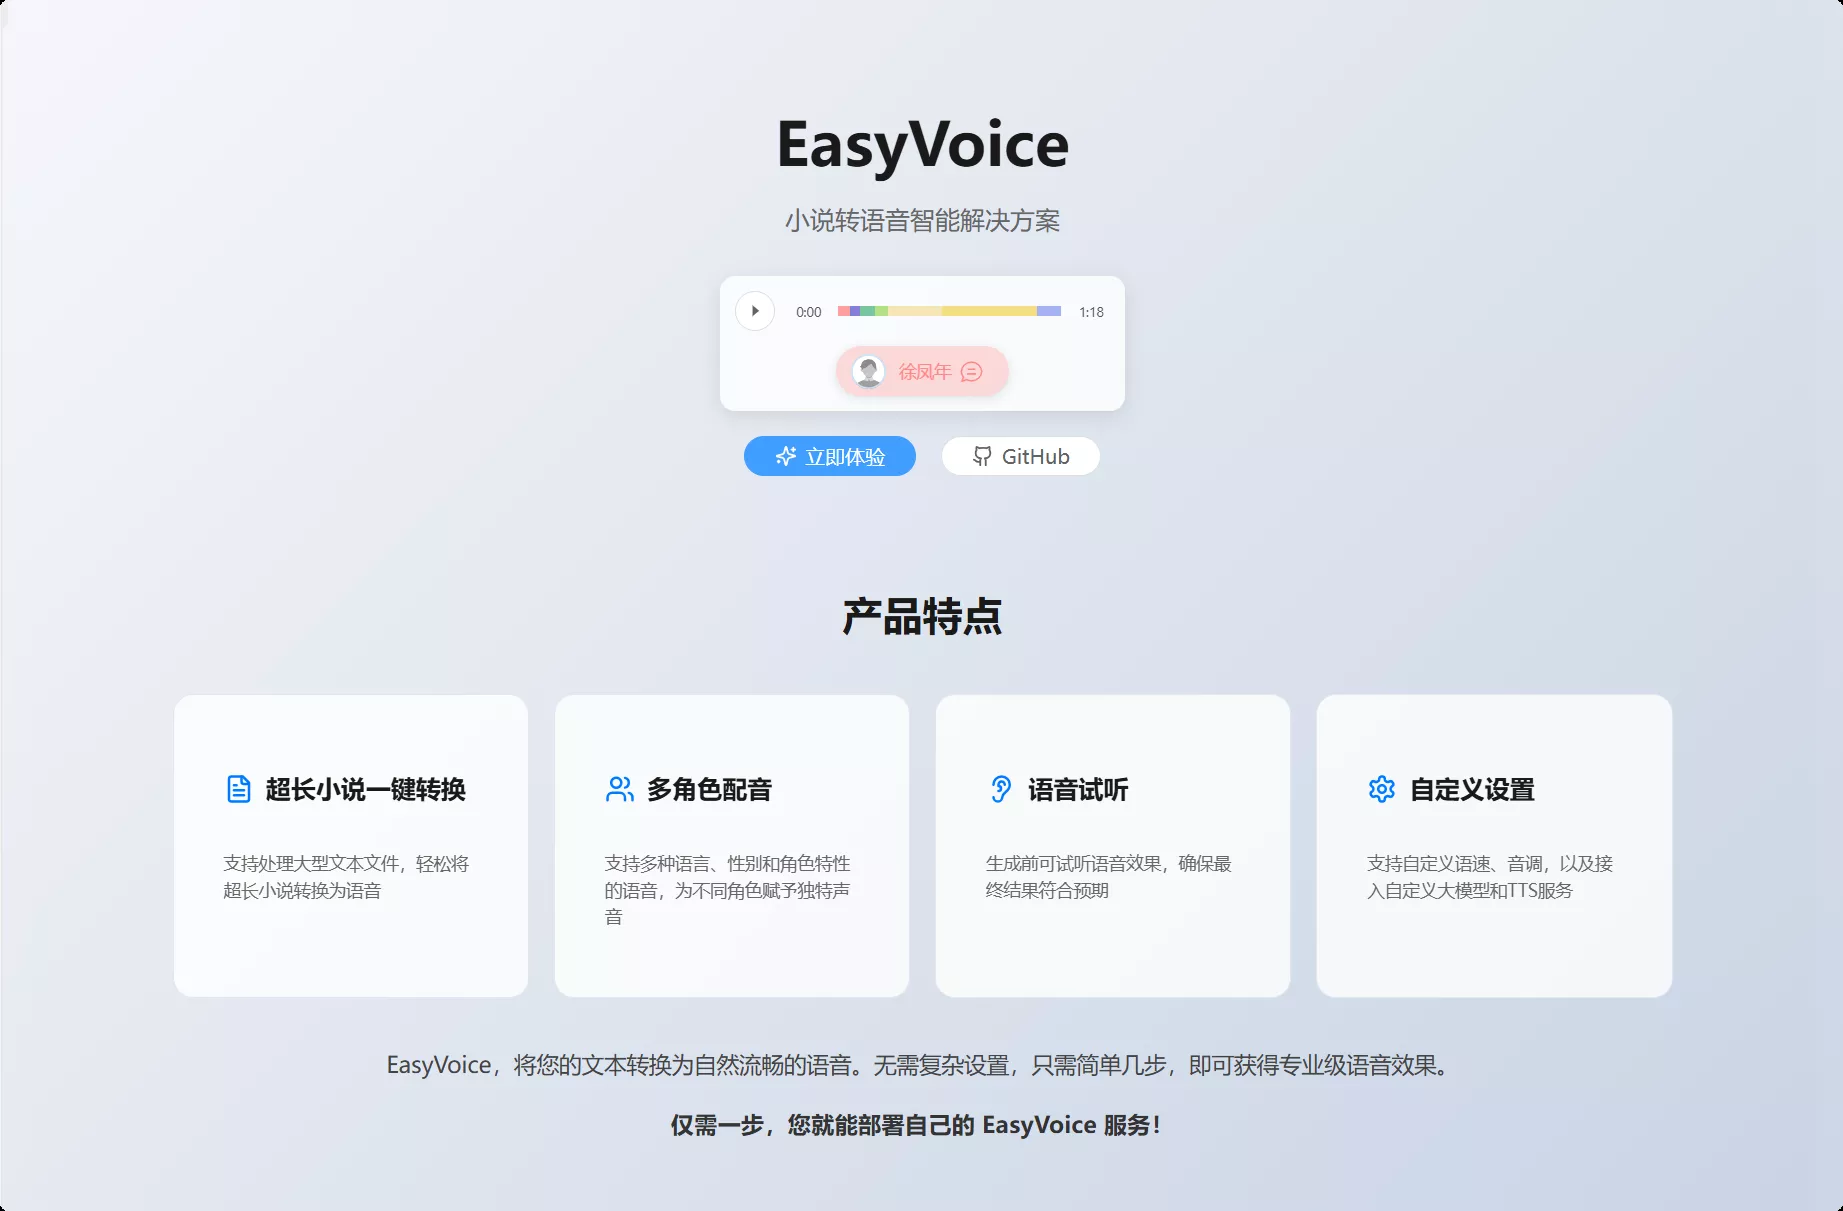 EasyVoice
小说转语音智能解决方案
0:00
1:18
徐凤年
立即体验
GitHub
产品特点
超长小说一键转换
支持处理大型文本文件，轻松将
超长小说转换为语音
多角色配音
支持多种语言、性别和角色特性
的语音，为不同角色赋予独特声
音
语音试听
生成前可试听语音效果，确保最
终结果符合预期
自定义设置
支持自定义语速、音调，以及接
入自定义大模型和TTS服务
EasyVoice，将您的文本转换为自然流畅的语音。无需复杂设置，只需简单几步，即可获得专业级语音效果。
仅需一步，您就能部署自己的 EasyVoice 服务！